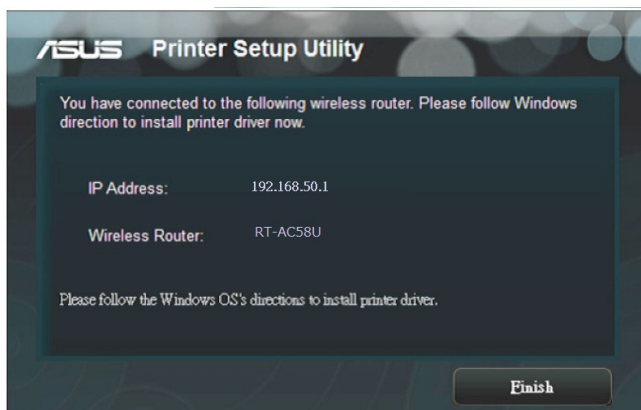 ASUS Printer Setup Utility
You have connected to the following wireless router. Please follow Windows
direction to install printer driver now.
IP Address: 192.168.50.1
Wireless Router: RT-AC58U
Please follow the Windows OS's directions to install printer driver.
Finish